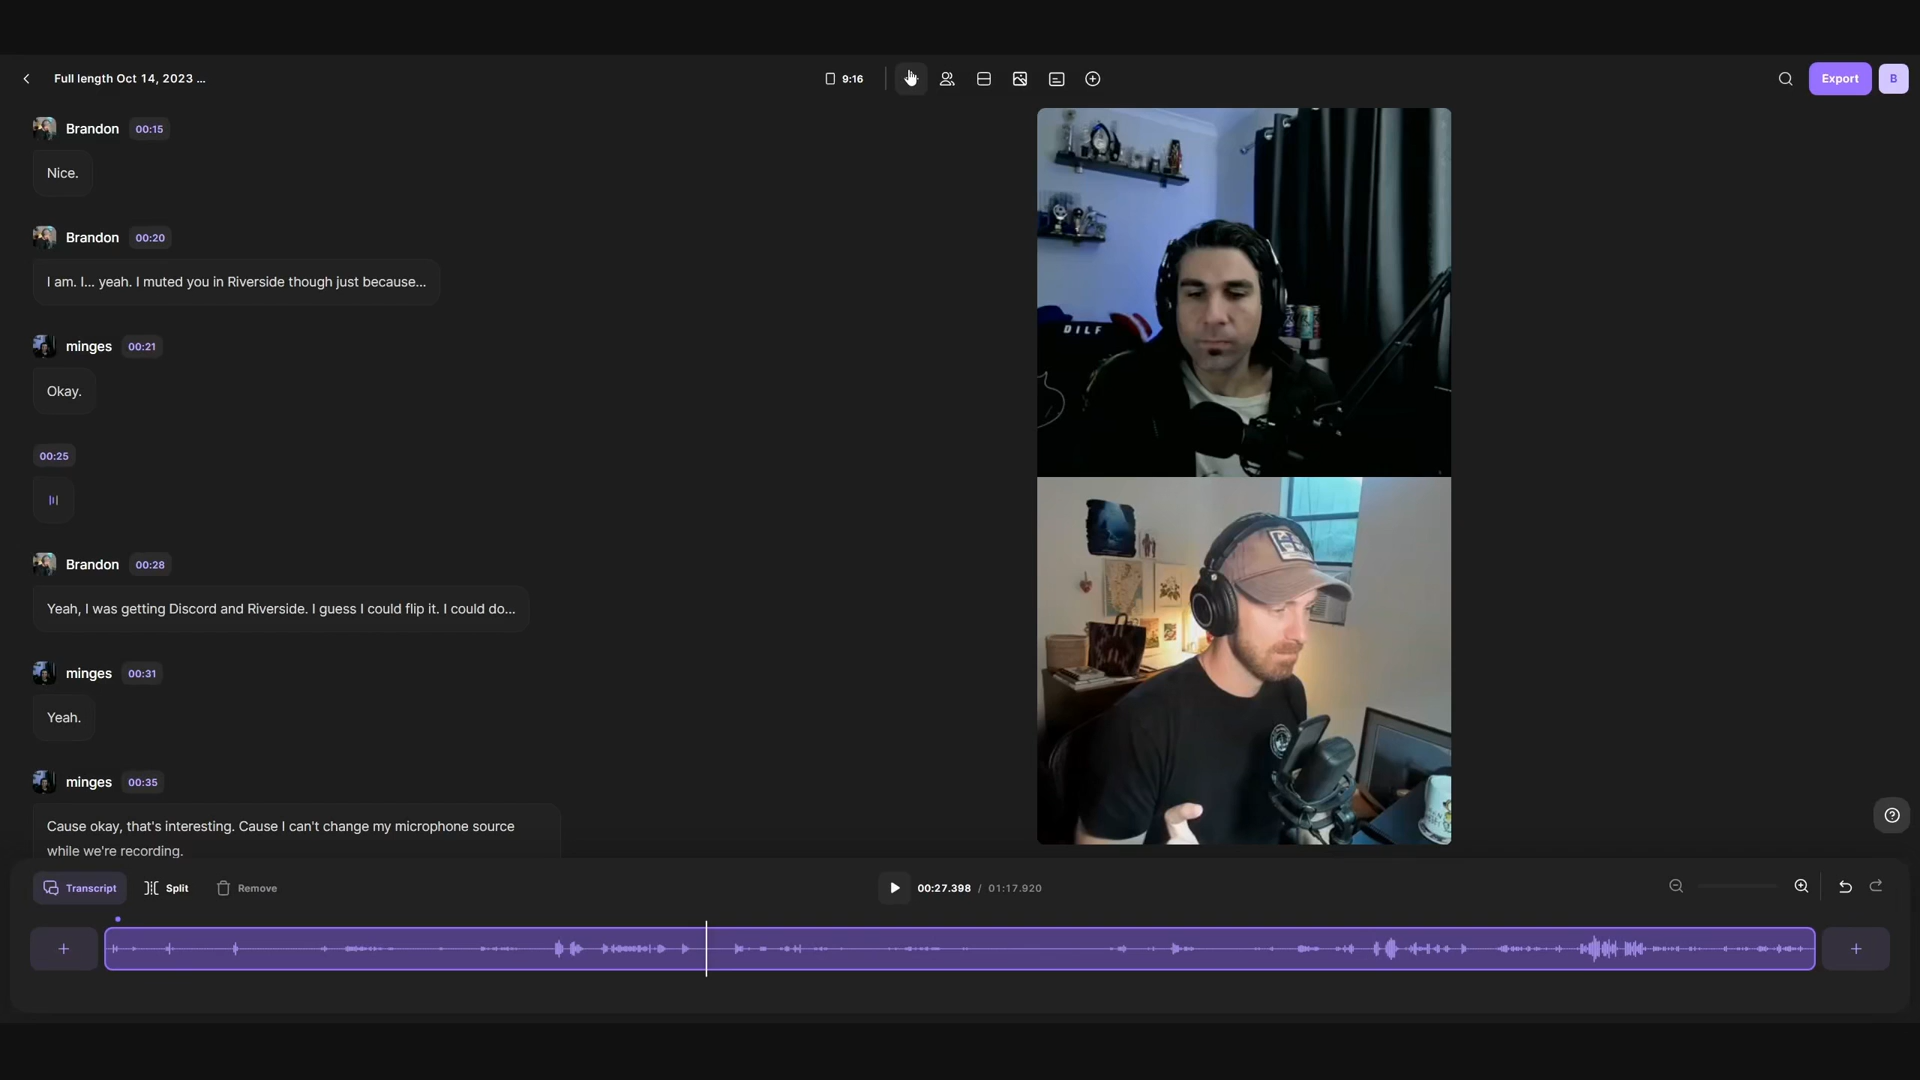 Full length Oct 14, 2023 ...
9:16
Export
B
Brandon 00:15
Nice.
Brandon 00:20
I am. I... yeah. I muted you in Riverside though just because...
minges 00:21
Okay.
00:25
Brandon 00:28
Yeah, I was getting Discord and Riverside. I guess I could flip it. I could do...
minges 00:31
Yeah.
minges 00:35
Cause okay, that's interesting. Cause I can't change my microphone source
while we're recording.
DILF
Transcript
Split
Remove
00:27.398 / 01:17.920